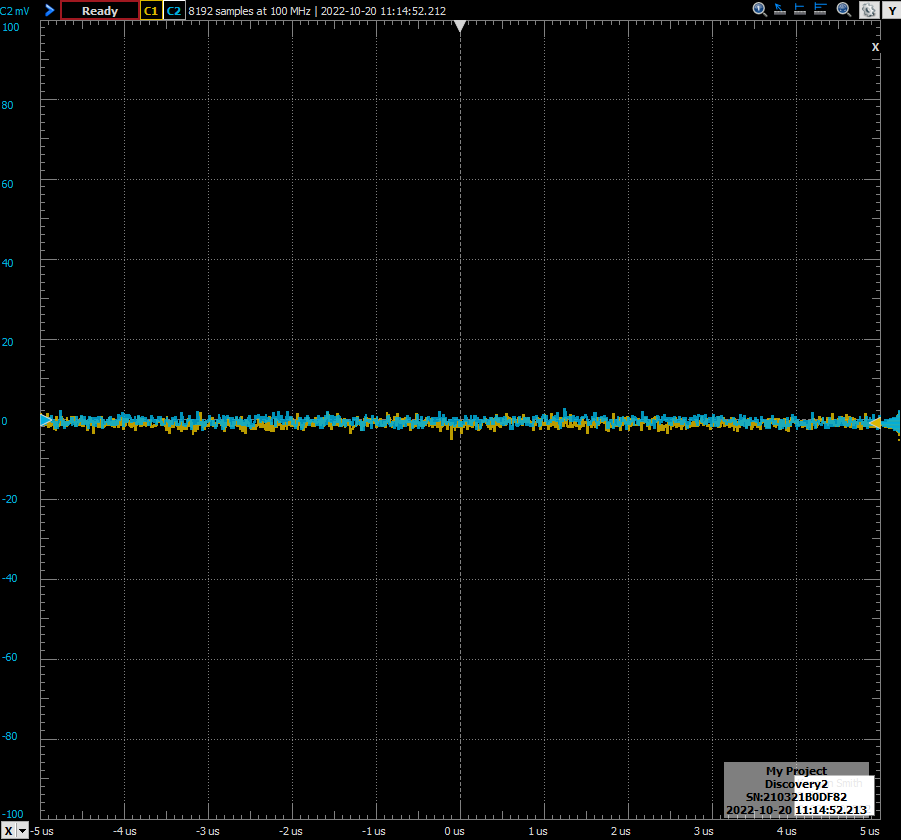 C2 mV Ready C1 C2 8192 samples at 100 MHz | 2022-10-20 11:14:52.212 Y
100
X
80
60
40
20
0
-20
-40
-60
-80
My Project
Discovery2
SN:210321B0DF82
2022-10-20 11:14:52.213
-100
X -5 us -4 us -3 us -2 us -1 us 0 us 1 us 2 us 3 us 4 us 5 us